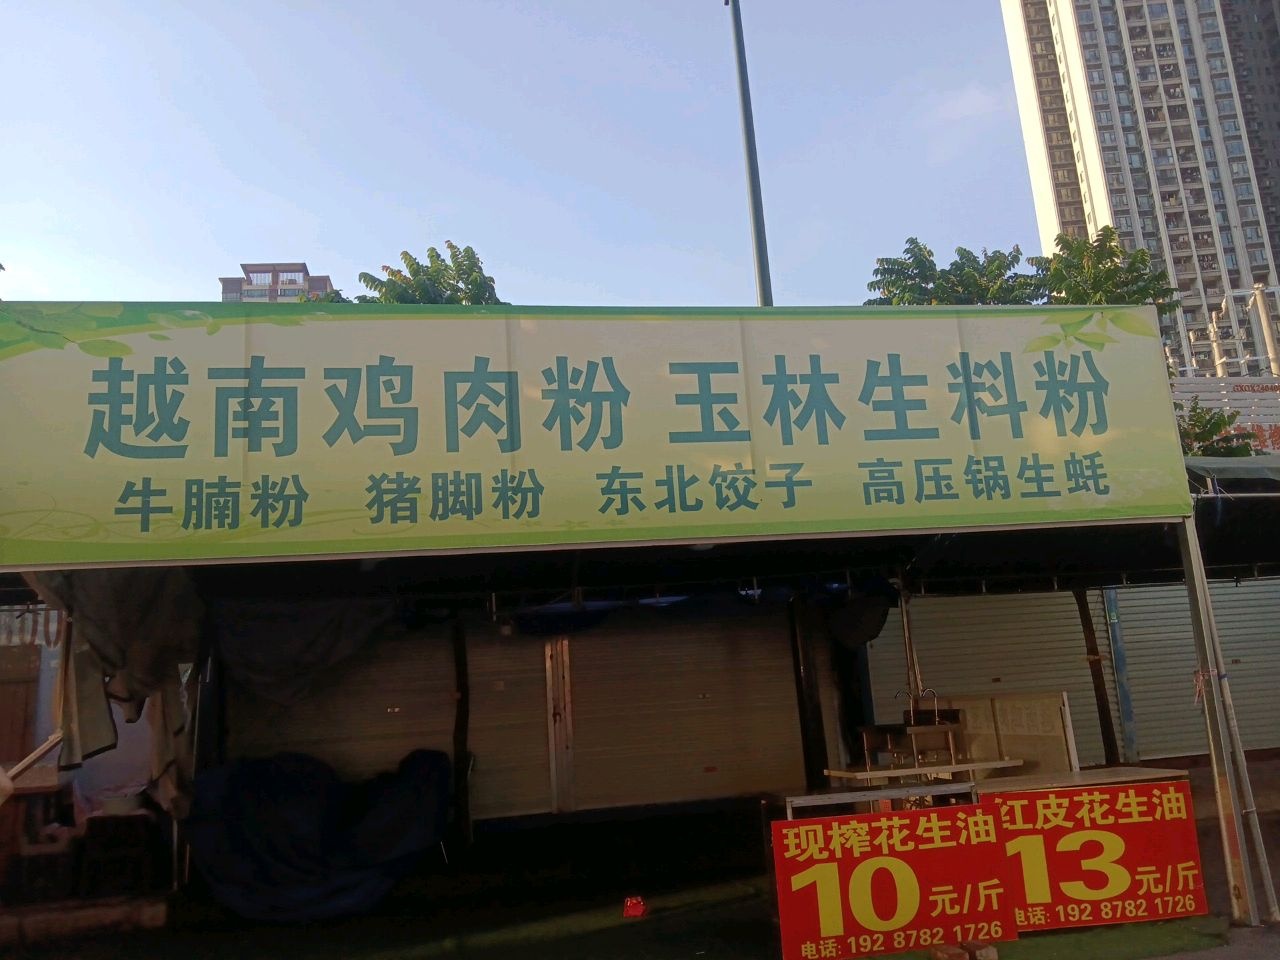 越南鸡肉粉 玉林生料粉
牛腩粉 猪脚粉 东北饺子 高压锅生蚝
现榨花生油
10元/斤
电话: 192 8782 1726
红皮花生油
13元/斤
电话: 192 8782 1726